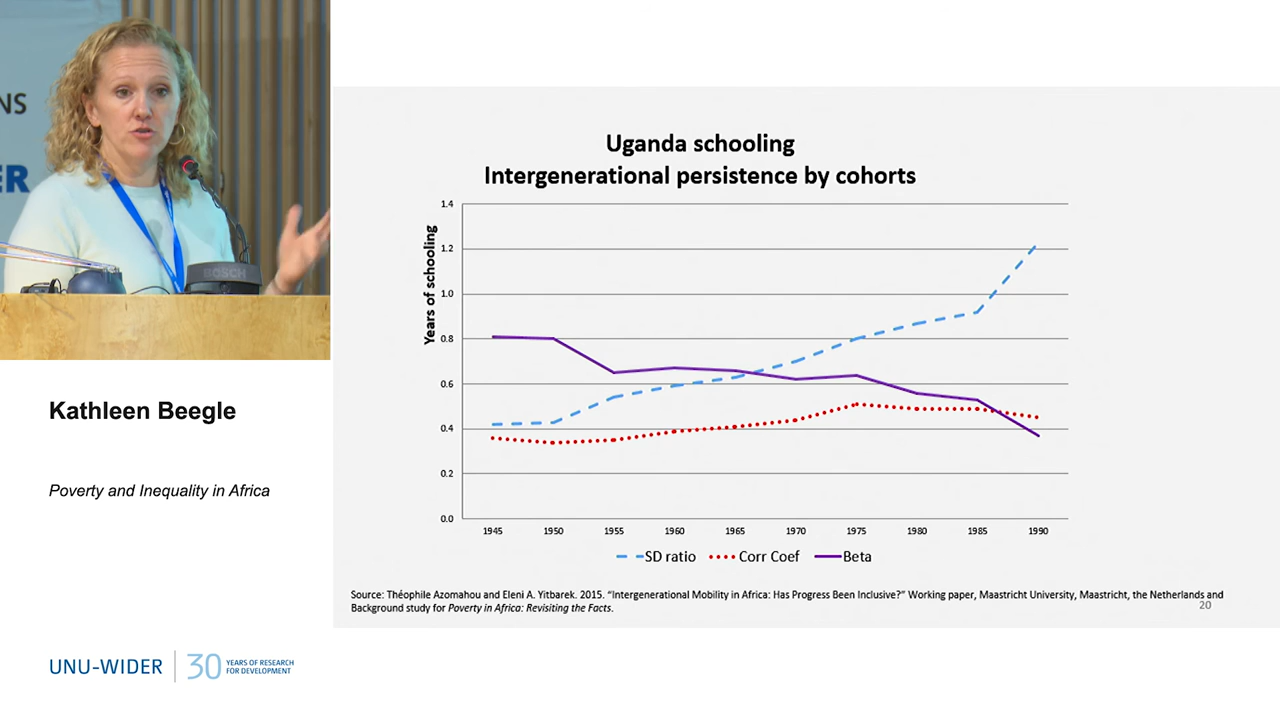 NS
ER
BOSCH
Kathleen Beegle
Poverty and Inequality in Africa
UNU-WIDER
30
YEARS OF RESEARCH
FOR DEVELOPMENT
Uganda schooling
Intergenerational persistence by cohorts
Years of schooling
1.4
1.2
1.0
0.8
0.6
0.4
0.2
0.0
1945 1950 1955 1960 1965 1970 1975 1980 1985 1990
SD ratio Corr Coef Beta
Source: Théophile Azomahou and Eleni A. Yitbarek. 2015. “Intergenerational Mobility in Africa: Has Progress Been Inclusive?” Working paper, Maastricht University, Maastricht, the Netherlands and
Background study for Poverty in Africa: Revisiting the Facts.
20